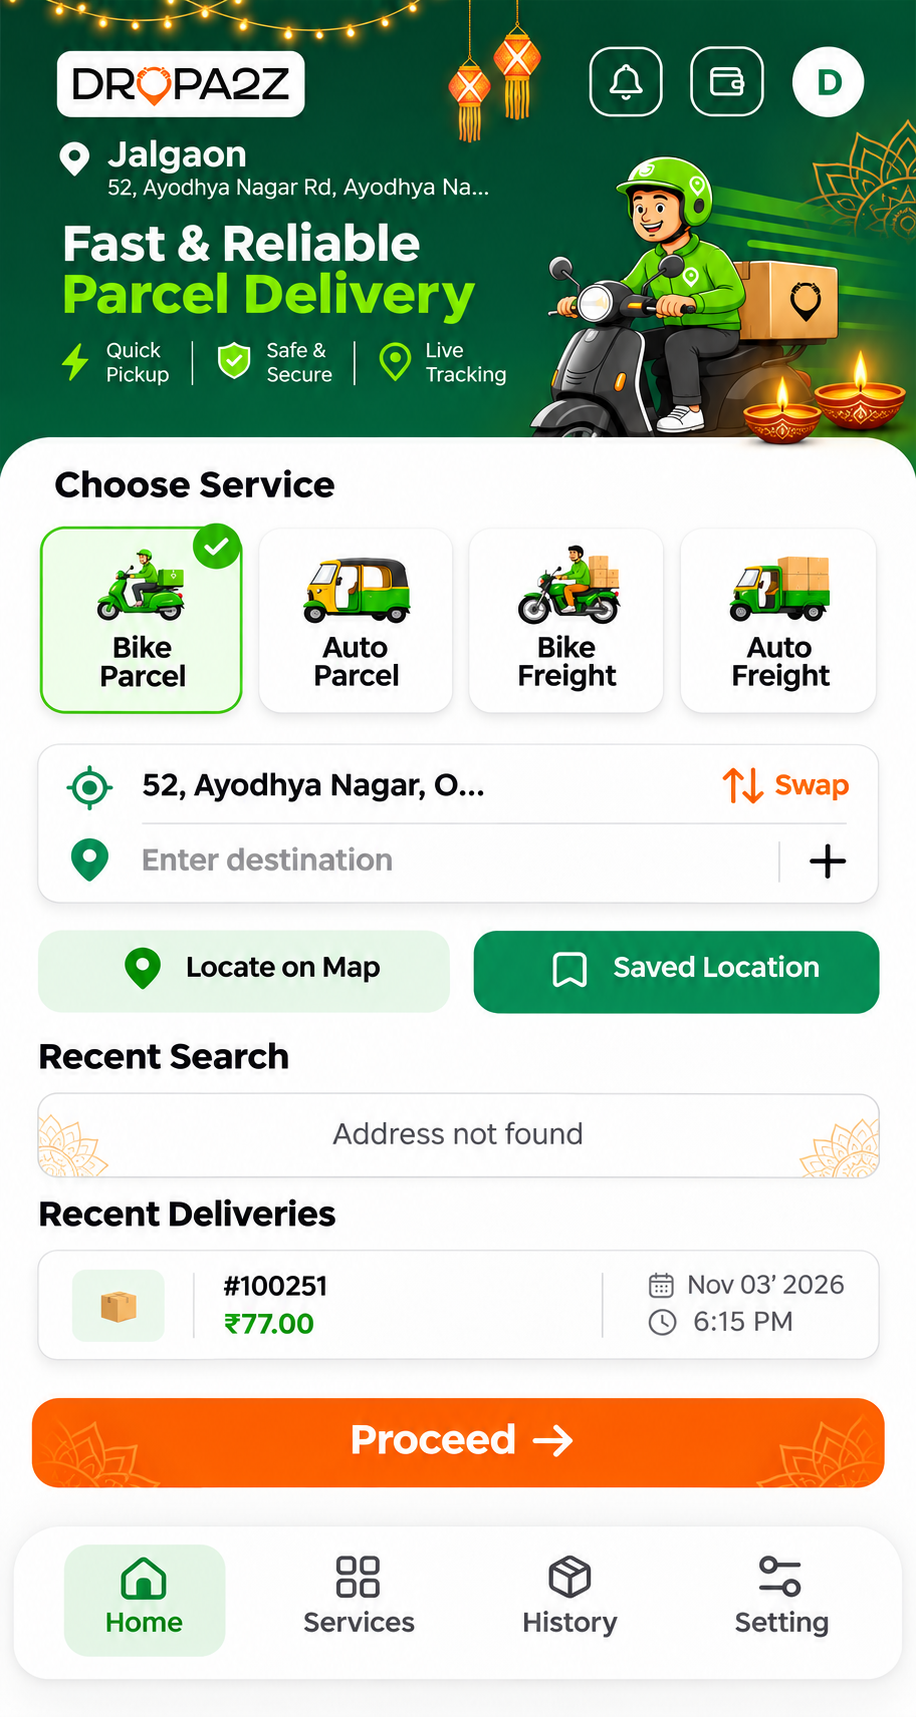 DROPA2Z
D
Jalgaon
52, Ayodhya Nagar Rd, Ayodhya Na...
Fast & Reliable
Parcel Delivery
Quick
Pickup
Safe &
Secure
Live
Tracking
Choose Service
Bike
Parcel
Auto
Parcel
Bike
Freight
Auto
Freight
52, Ayodhya Nagar, O...
Swap
Enter destination
Locate on Map
Saved Location
Recent Search
Address not found
Recent Deliveries
#100251
₹77.00
Nov 03’ 2026
6:15 PM
Proceed →
Home
Services
History
Setting